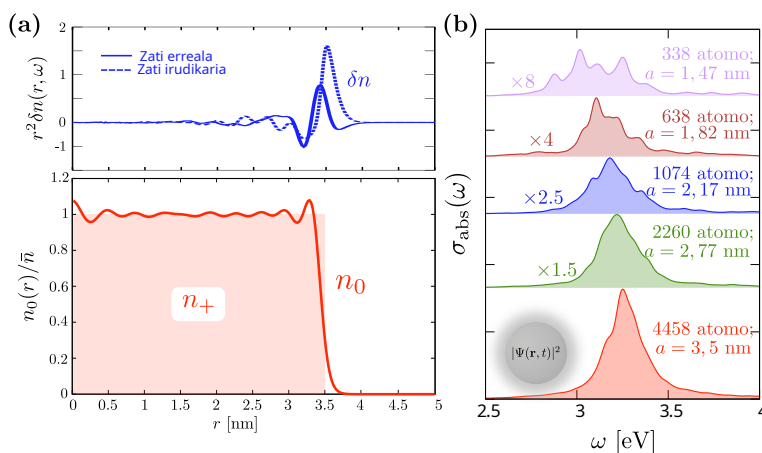 (a)
2
1
0
-1
r²δn(r, ω)
Zati erreala
Zati irudikaria
δn
1.2
1
0.8
0.6
0.4
0.2
0
n₀(r)/n̄
n₊
n₀
0 0.5 1 1.5 2 2.5 3 3.5 4 4.5 5
r [nm]
(b)
σabs(ω)
338 atomo;
a = 1, 47 nm
×8
638 atomo;
a = 1, 82 nm
×4
1074 atomo;
a = 2, 17 nm
×2.5
2260 atomo;
a = 2, 77 nm
×1.5
4458 atomo;
a = 3, 5 nm
|Ψ(r, t)|²
2.5 3 3.5 4
ω [eV]